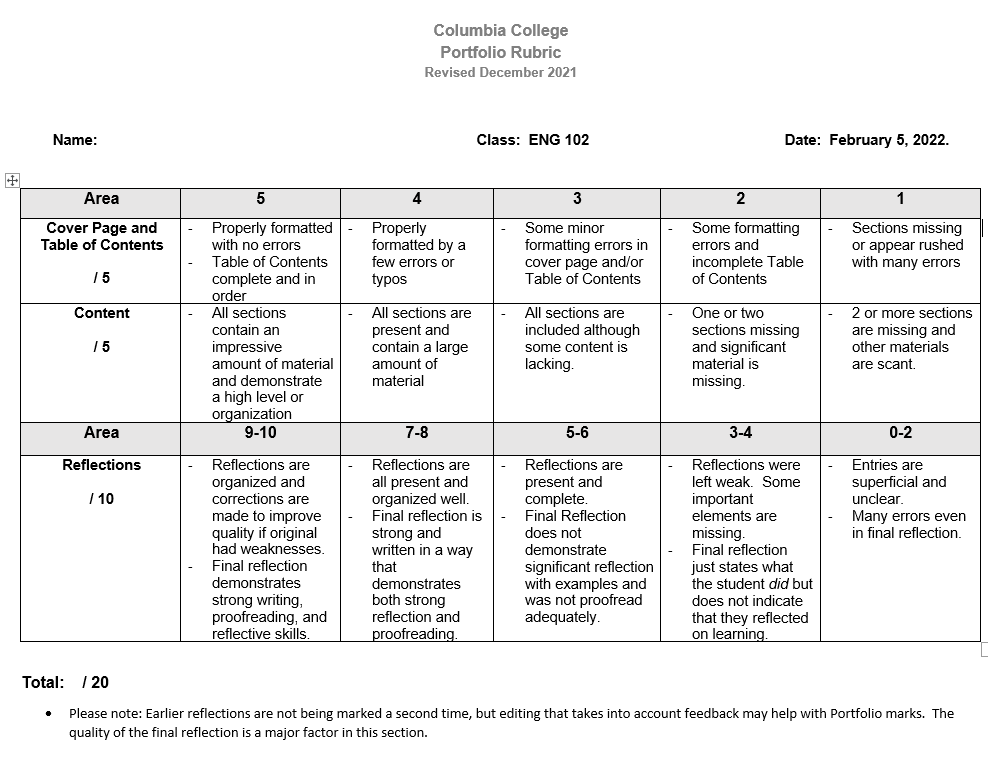 Columbia College
Portfolio Rubric
Revised December 2021
Name:
Class:  ENG 102
Date:  February 5, 2022.
Area
5
4
3
2
1
Cover Page and
Table of Contents
/ 5
- Properly formatted
with no errors
- Table of Contents
complete and in
order
- Properly
formatted by a
few errors or
typos
- Some minor
formatting errors in
cover page and/or
Table of Contents
- Some formatting
errors and
incomplete Table
of Contents
- Sections missing
or appear rushed
with many errors
Content
/ 5
- All sections
contain an
impressive
amount of material
and demonstrate
a high level or
organization
- All sections are
present and
contain a large
amount of
material
- All sections are
included although
some content is
lacking.
- One or two
sections missing
and significant
material is
missing.
- 2 or more sections
are missing and
other materials
are scant.
Area
9-10
7-8
5-6
3-4
0-2
Reflections
/ 10
- Reflections are
organized and
corrections are
made to improve
quality if original
had weaknesses.
- Final reflection
demonstrates
strong writing,
proofreading, and
reflective skills.
- Reflections are
all present and
organized well.
- Final reflection is
strong and
written in a way
that
demonstrates
both strong
reflection and
proofreading.
- Reflections are
present and
complete.
- Final Reflection
does not
demonstrate
significant reflection
with examples and
was not proofread
adequately.
- Reflections were
left weak.  Some
important
elements are
missing.
- Final reflection
just states what
the student did but
does not indicate
that they reflected
on learning.
- Entries are
superficial and
unclear.
- Many errors even
in final reflection.
Total:    / 20
• Please note: Earlier reflections are not being marked a second time, but editing that takes into account feedback may help with Portfolio marks.  The
quality of the final reflection is a major factor in this section.